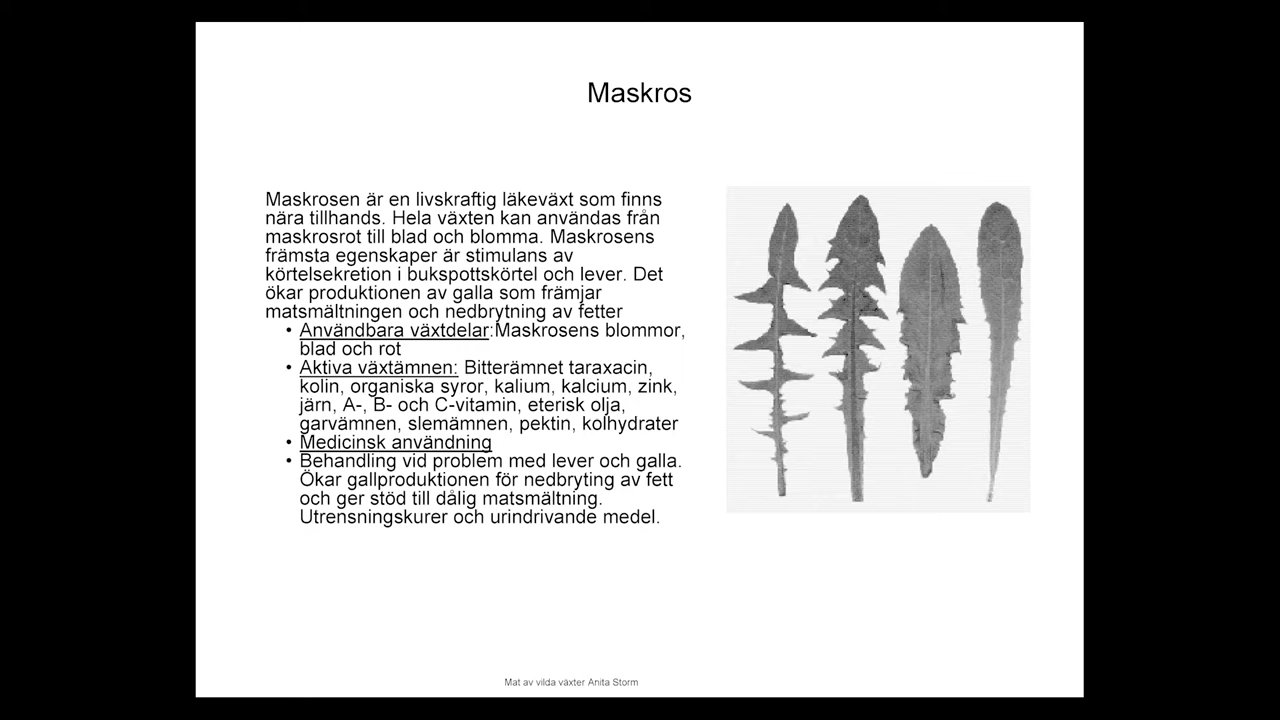 Maskros
Maskrosen är en livskraftig läkeväxt som finns
nära tillhands. Hela växten kan användas från
maskrosrot till blad och blomma. Maskrosens
främsta egenskaper är stimulans av
körtelsekretion i bukspottskörtel och lever. Det
ökar produktionen av galla som främjar
matsmältningen och nedbrytning av fetter
• Användbara växtdelar:Maskrosens blommor,
blad och rot
• Aktiva växtämnen: Bitterämnet taraxacin,
kolin, organiska syror, kalium, kalcium, zink,
järn, A-, B- och C-vitamin, eterisk olja,
garvämnen, slemämnen, pektin, kolhydrater
• Medicinsk användning
• Behandling vid problem med lever och galla.
Ökar gallproduktionen för nedbryting av fett
och ger stöd till dålig matsmältning.
Utrensningskurer och urindrivande medel.
Mat av vilda växter Anita Storm